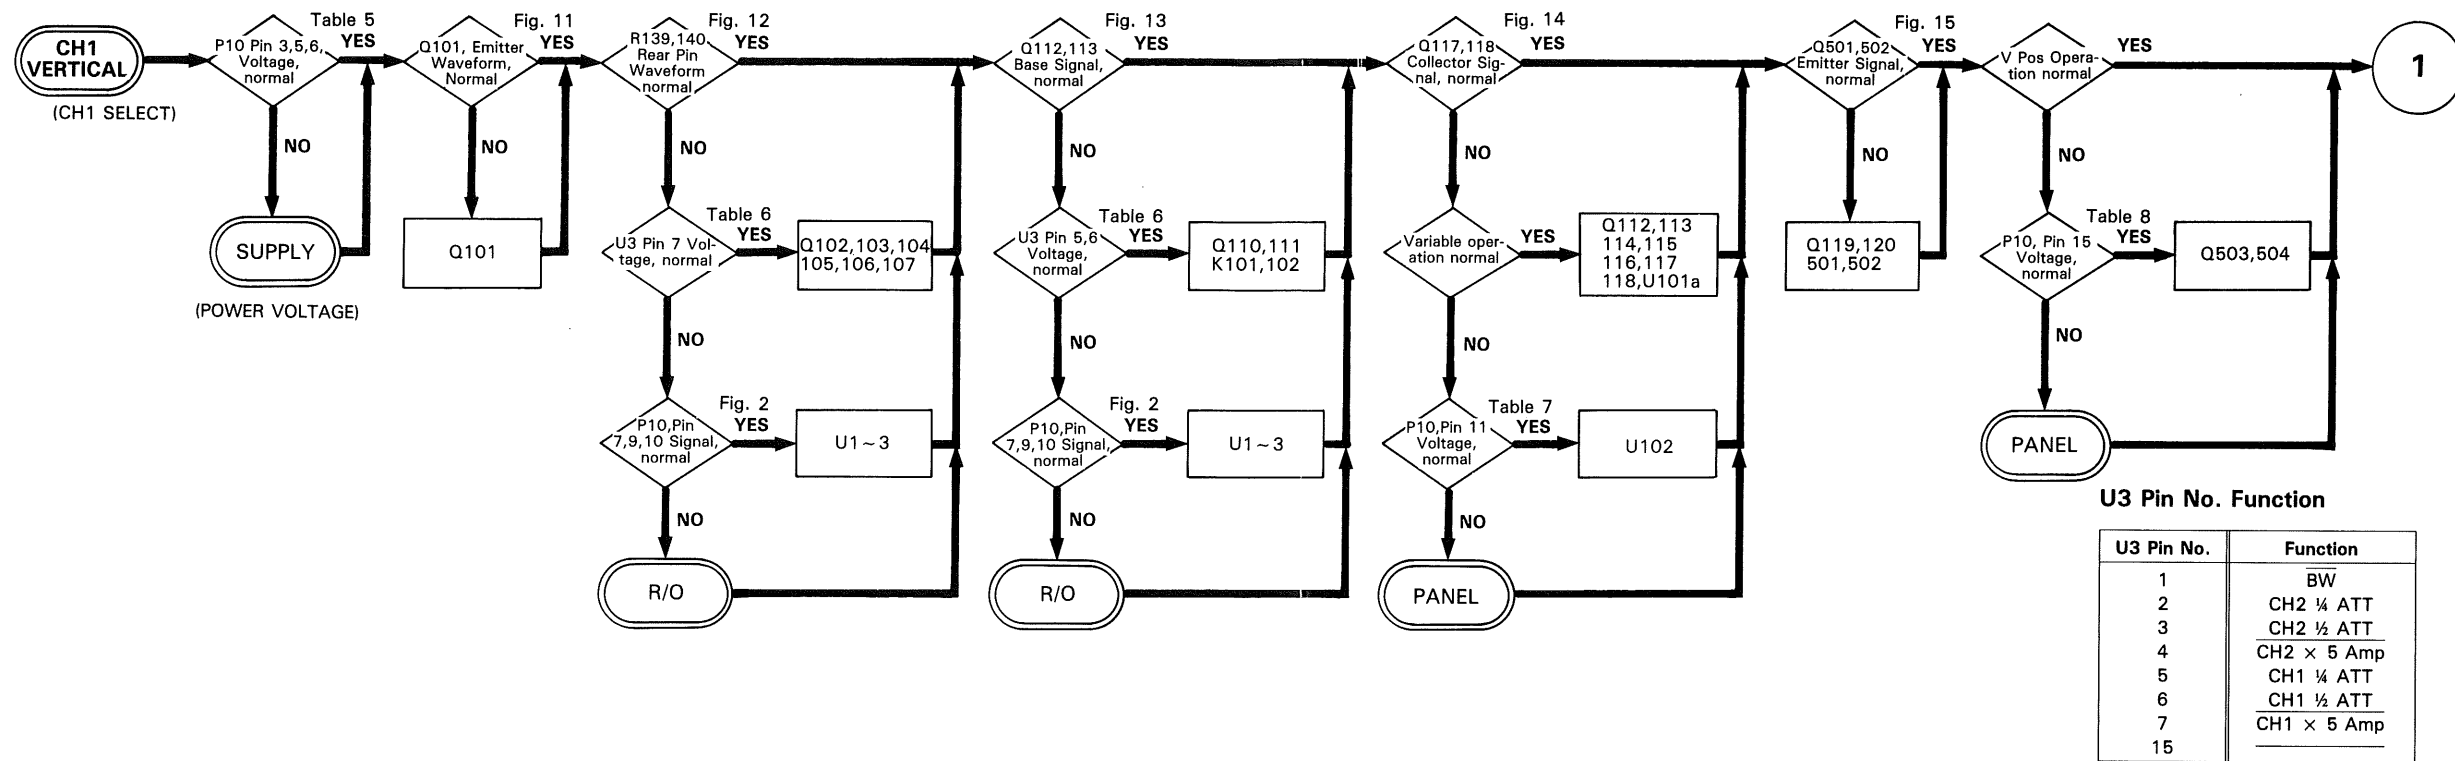 CH1
VERTICAL
(CH1 SELECT)
P10 Pin 3,5,6,
Voltage,
normal
Table 5
YES
NO
SUPPLY
(POWER VOLTAGE)
Q101, Emitter
Waveform,
Normal
Fig. 11
YES
NO
Q101
R139,140
Rear Pin
Waveform
normal
Fig. 12
YES
NO
U3 Pin 7 Vol-
tage, normal
Table 6
YES
Q102,103,104
105,106,107
NO
P10,Pin
7,9,10 Signal,
normal
Fig. 2
YES
U1~3
NO
R/O
Q112,113
Base Signal,
normal
Fig. 13
YES
NO
U3 Pin 5,6
Voltage,
normal
Table 6
YES
Q110,111
K101,102
NO
P10,Pin
7,9,10 Signal,
normal
Fig. 2
YES
U1~3
NO
R/O
Q117,118
Collector Sig-
nal, normal
Fig. 14
YES
NO
Variable oper-
ation normal
YES
Q112,113
114,115
116,117
118,U101a
NO
P10,Pin 11
Voltage,
normal
Table 7
YES
U102
NO
PANEL
Q501,502
Emitter Signal,
normal
Fig. 15
YES
NO
Q119,120
501,502
V Pos Opera-
tion normal
YES
1
NO
P10, Pin 15
Voltage,
normal
Table 8
YES
Q503,504
NO
PANEL
U3 Pin No. Function
U3 Pin No. Function
1 B̅W̅
2 CH2 ¼ ATT
3 CH2 ½ ATT
4 C̅H̅2̅ ×̅ 5̅ A̅m̅p̅
5 CH1 ¼ ATT
6 CH1 ½ ATT
7 C̅H̅1̅ ×̅ 5̅ A̅m̅p̅
15 ————